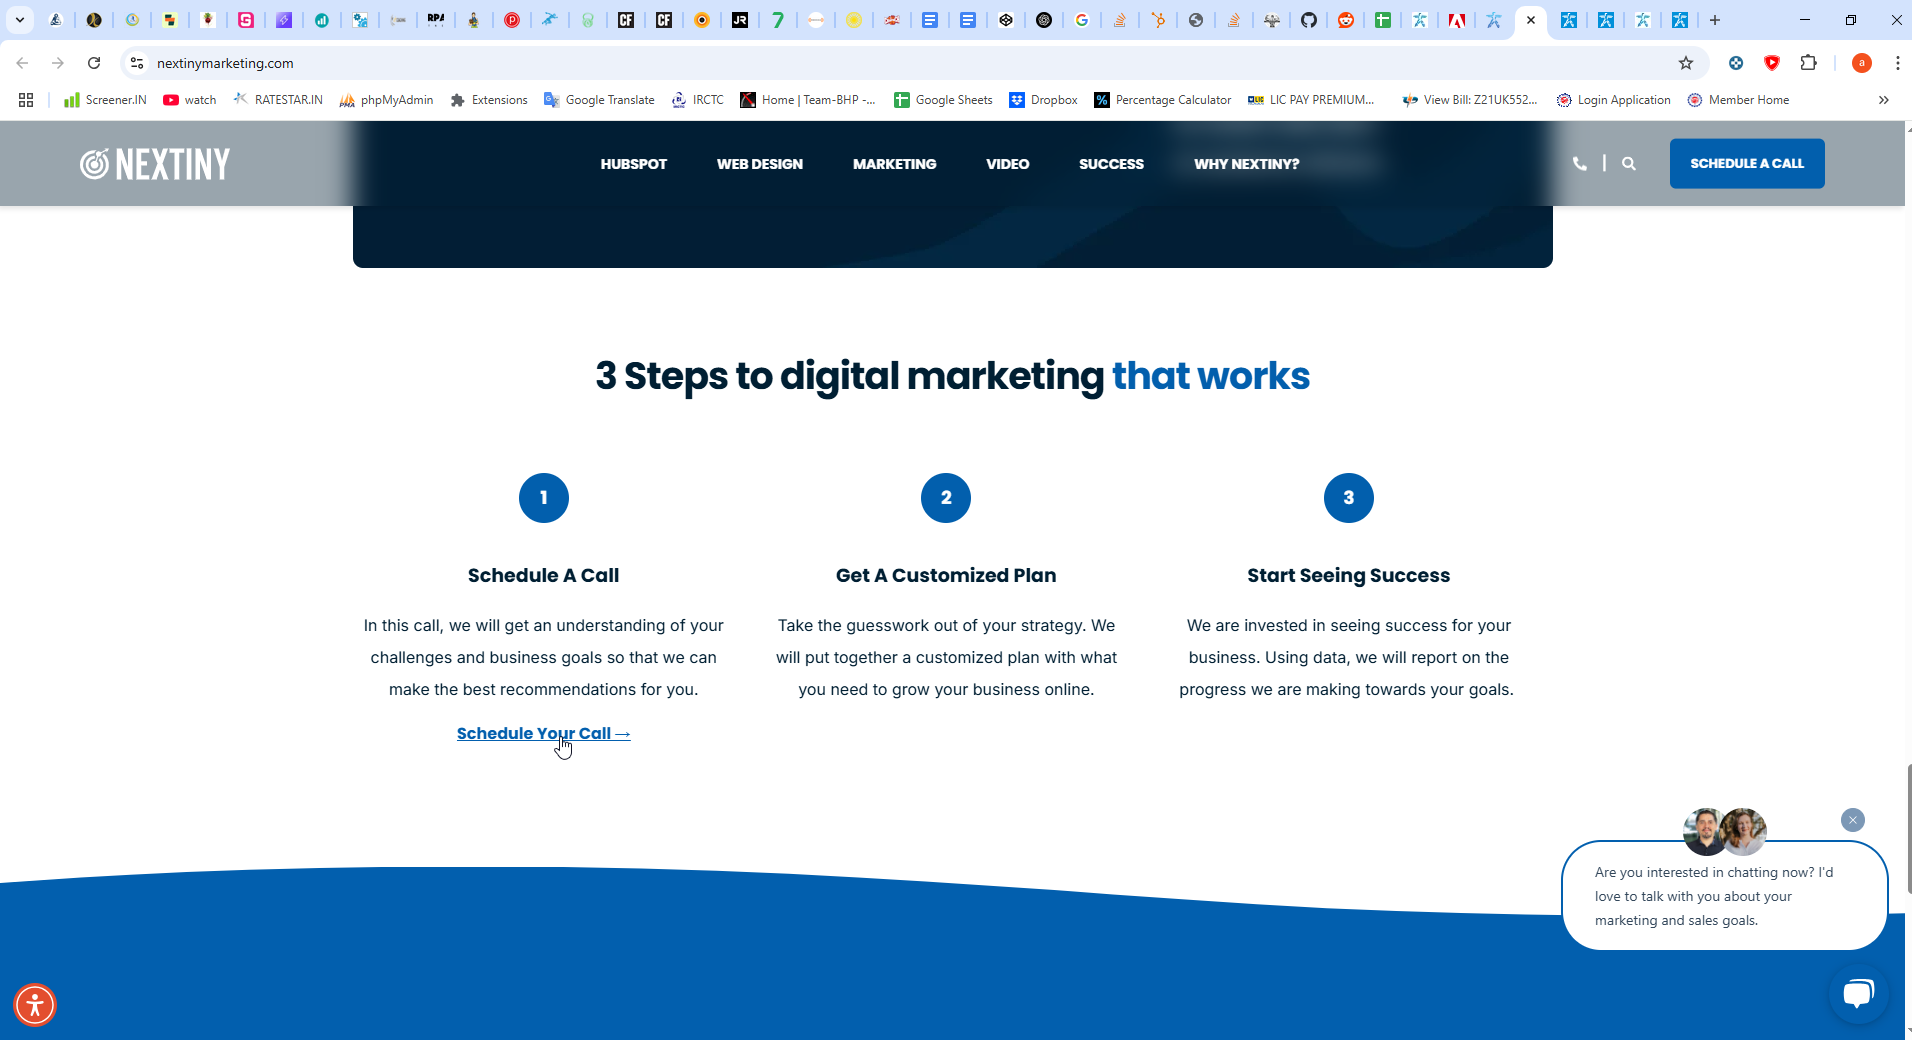 nextinymarketing.com
a
Screener.IN
watch
RATESTAR.IN
phpMyAdmin
Extensions
Google Translate
IRCTC
Home | Team-BHP -...
Google Sheets
Dropbox
Percentage Calculator
LIC PAY PREMIUM...
View Bill: Z21UK552...
Login Application
Member Home
NEXTINY
HUBSPOT
WEB DESIGN
MARKETING
VIDEO
SUCCESS
WHY NEXTINY?
SCHEDULE A CALL
3 Steps to digital marketing that works
1
Schedule A Call
In this call, we will get an understanding of your
challenges and business goals so that we can
make the best recommendations for you.
Schedule Your Call →
2
Get A Customized Plan
Take the guesswork out of your strategy. We
will put together a customized plan with what
you need to grow your business online.
3
Start Seeing Success
We are invested in seeing success for your
business. Using data, we will report on the
progress we are making towards your goals.
Are you interested in chatting now? I'd
love to talk with you about your
marketing and sales goals.